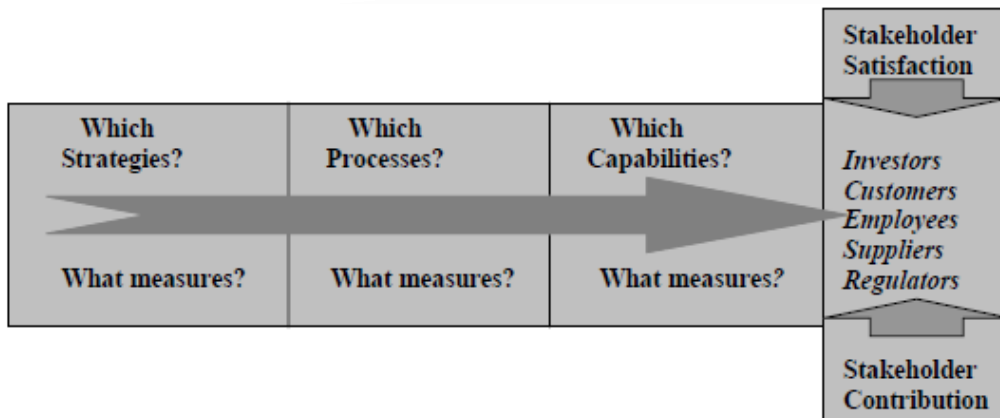 Stakeholder
Satisfaction
Which
Strategies?
Which
Processes?
Which
Capabilities?
Investors
Customers
Employees
Suppliers
Regulators
What measures?
What measures?
What measures?
Stakeholder
Contribution